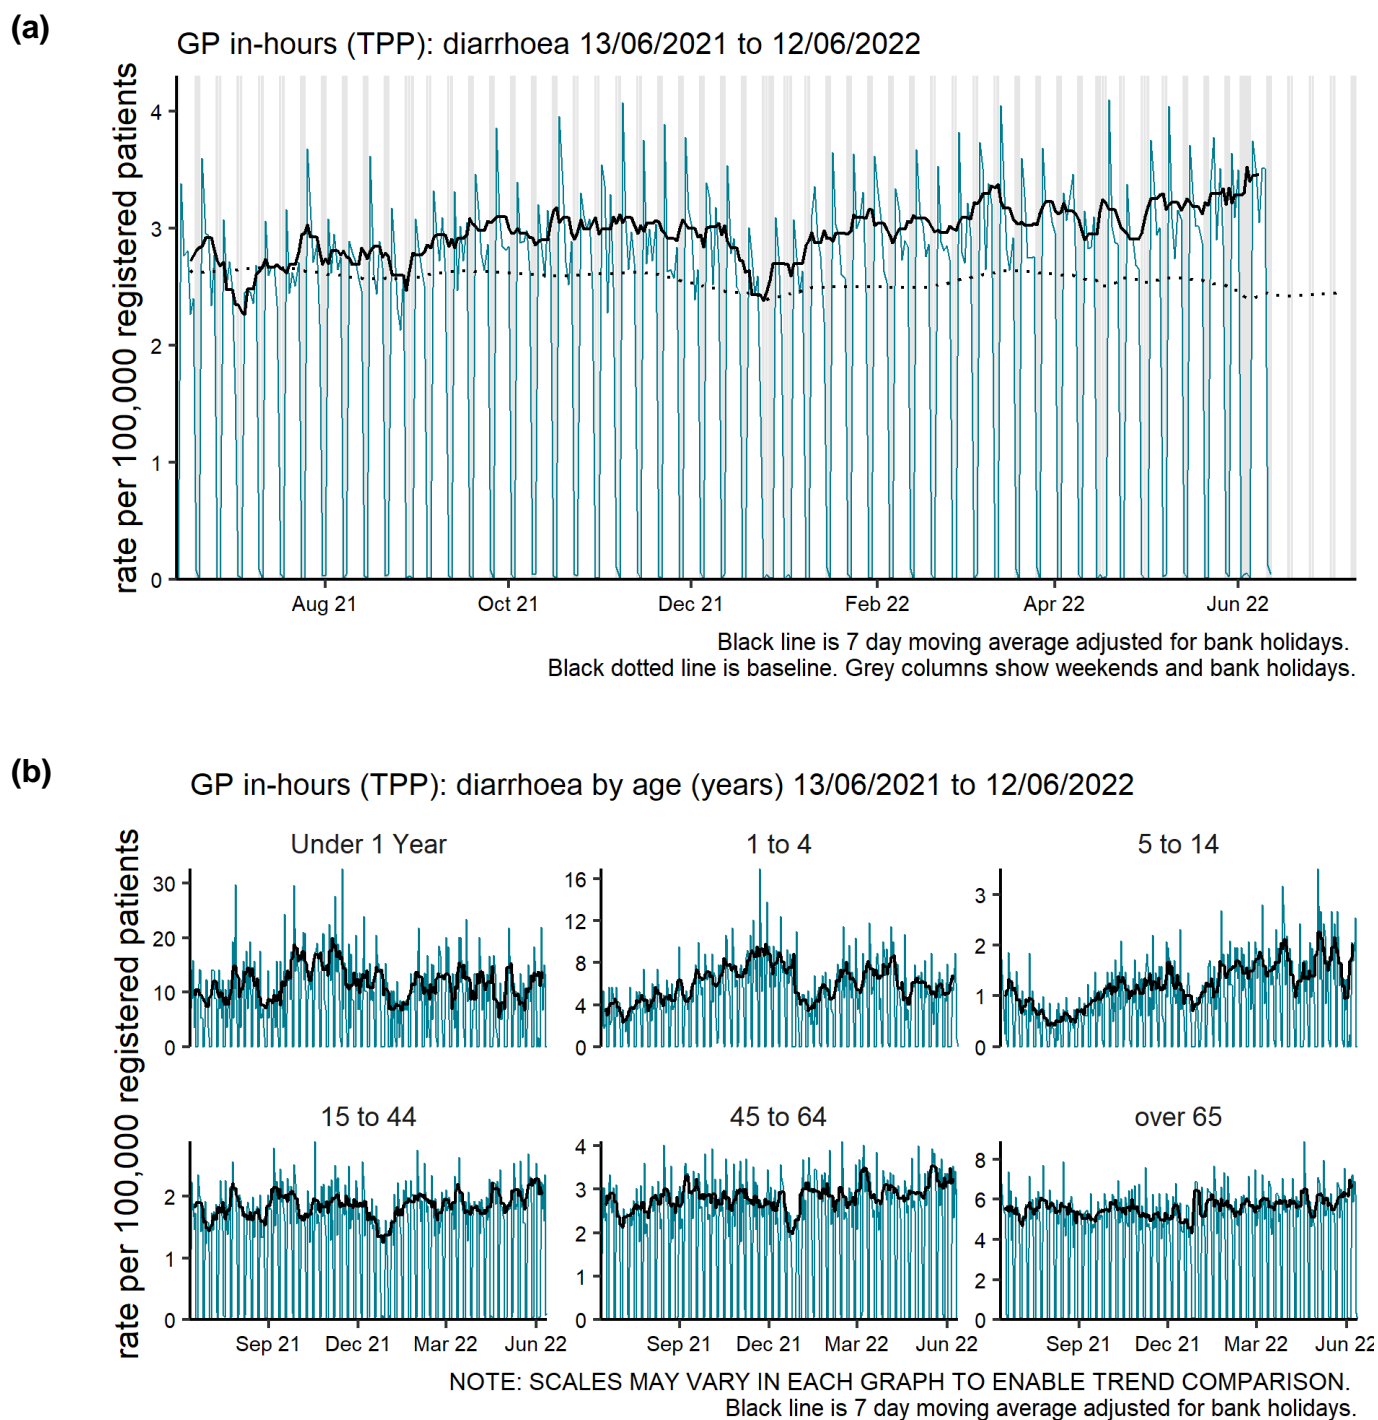 (a)
GP in-hours (TPP): diarrhoea 13/06/2021 to 12/06/2022
rate per 100,000 registered patients
4
3
2
1
0
Aug 21 Oct 21 Dec 21 Feb 22 Apr 22 Jun 22
Black line is 7 day moving average adjusted for bank holidays.
Black dotted line is baseline. Grey columns show weekends and bank holidays.
(b)
GP in-hours (TPP): diarrhoea by age (years) 13/06/2021 to 12/06/2022
rate per 100,000 registered patients
Under 1 Year
30
20
10
0
1 to 4
16
12
8
4
0
5 to 14
3
2
1
0
15 to 44
2
1
0
Sep 21 Dec 21 Mar 22 Jun 22
45 to 64
4
3
2
1
0
Sep 21 Dec 21 Mar 22 Jun 22
over 65
8
6
4
2
0
Sep 21 Dec 21 Mar 22 Jun 22
NOTE: SCALES MAY VARY IN EACH GRAPH TO ENABLE TREND COMPARISON.
Black line is 7 day moving average adjusted for bank holidays.